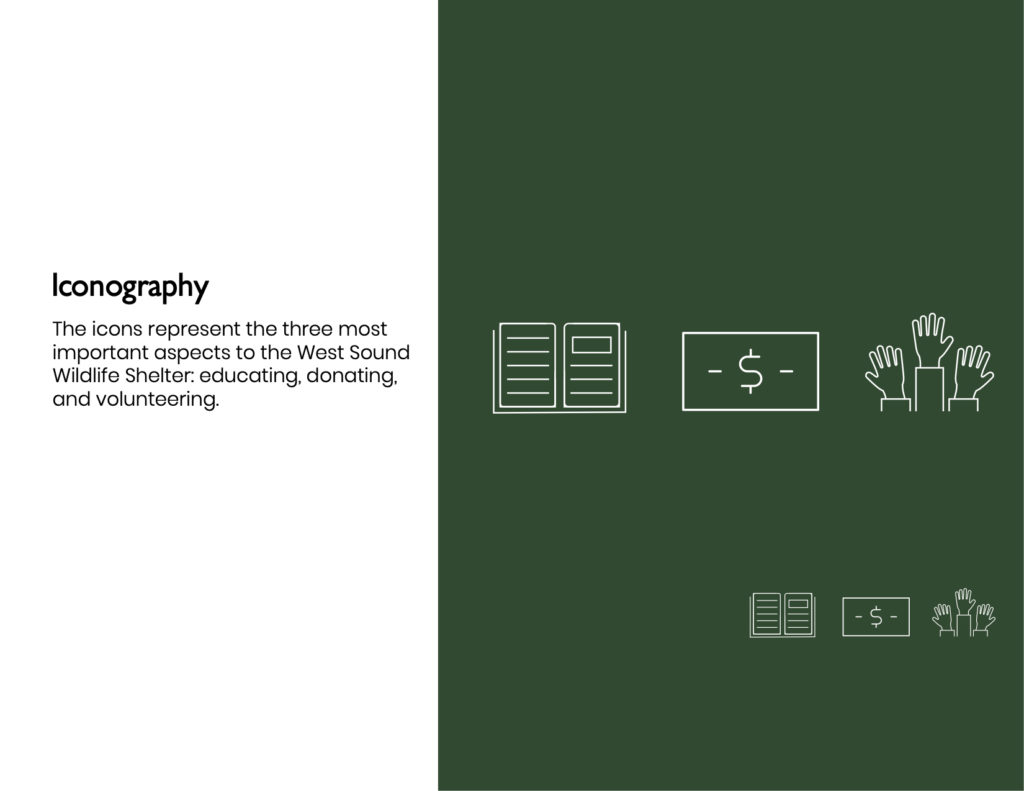 Iconography
The icons represent the three most
important aspects to the West Sound
Wildlife Shelter: educating, donating,
and volunteering.
- $ -
- $ -